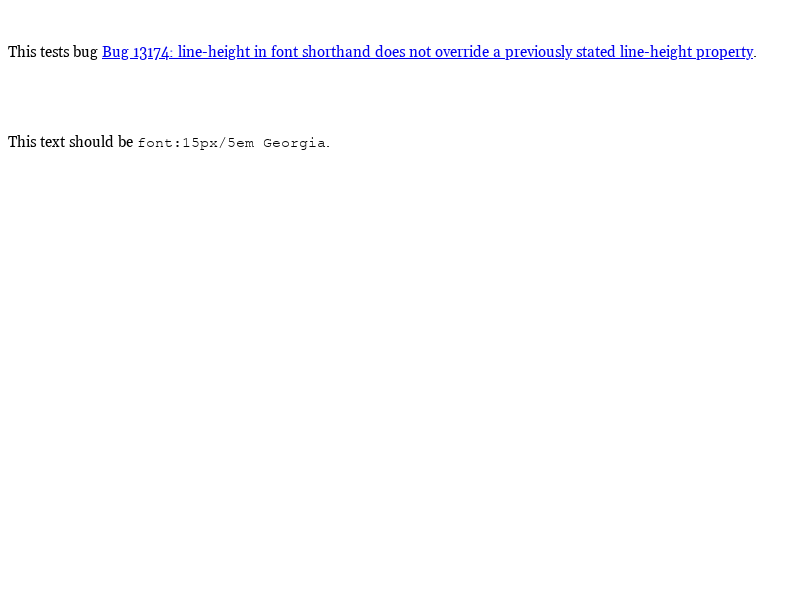 This tests bug Bug 13174: line-height in font shorthand does not override a previously stated line-height property.
This text should be font:15px/5em Georgia.